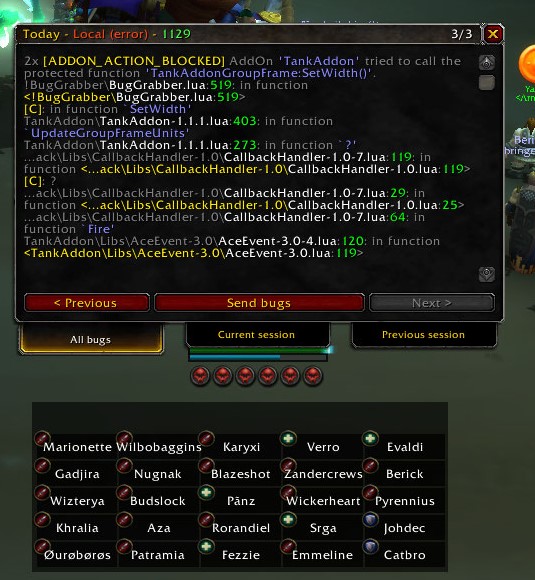 Today - Local (error) - 1129 3/3
2x [ADDON_ACTION_BLOCKED] AddOn 'TankAddon' tried to call the
protected function 'TankAddonGroupFrame:SetWidth()'.
!BugGrabber\BugGrabber.lua:519: in function
<!BugGrabber\BugGrabber.lua:519>
[C]: in function `SetWidth'
TankAddon\TankAddon-1.1.1.lua:403: in function
`UpdateGroupFrameUnits'
TankAddon\TankAddon-1.1.1.lua:273: in function `?'
...ack\Libs\CallbackHandler-1.0\CallbackHandler-1.0-7.lua:119: in
function <...ack\Libs\CallbackHandler-1.0\CallbackHandler-1.0.lua:119>
[C]: ?
...ack\Libs\CallbackHandler-1.0\CallbackHandler-1.0-7.lua:29: in
function <...ack\Libs\CallbackHandler-1.0\CallbackHandler-1.0.lua:25>
...ack\Libs\CallbackHandler-1.0\CallbackHandler-1.0-7.lua:64: in
function `Fire'
TankAddon\Libs\AceEvent-3.0\AceEvent-3.0-4.lua:120: in function
<TankAddon\Libs\AceEvent-3.0\AceEvent-3.0.lua:119>
< Previous Send bugs Next >
All bugs Current session Previous session
Marionette Wilbobaggins Karyxi Verro Evaldi
Gadjira Nugnak Blazeshot Zandercrews Berick
Wizterya Budslock Pãnz Wickerheart Pyrennius
Khralia Aza Rorandiel Srga Johdec
Øurøbørøs Patramia Fezzie Emmeline Catbro